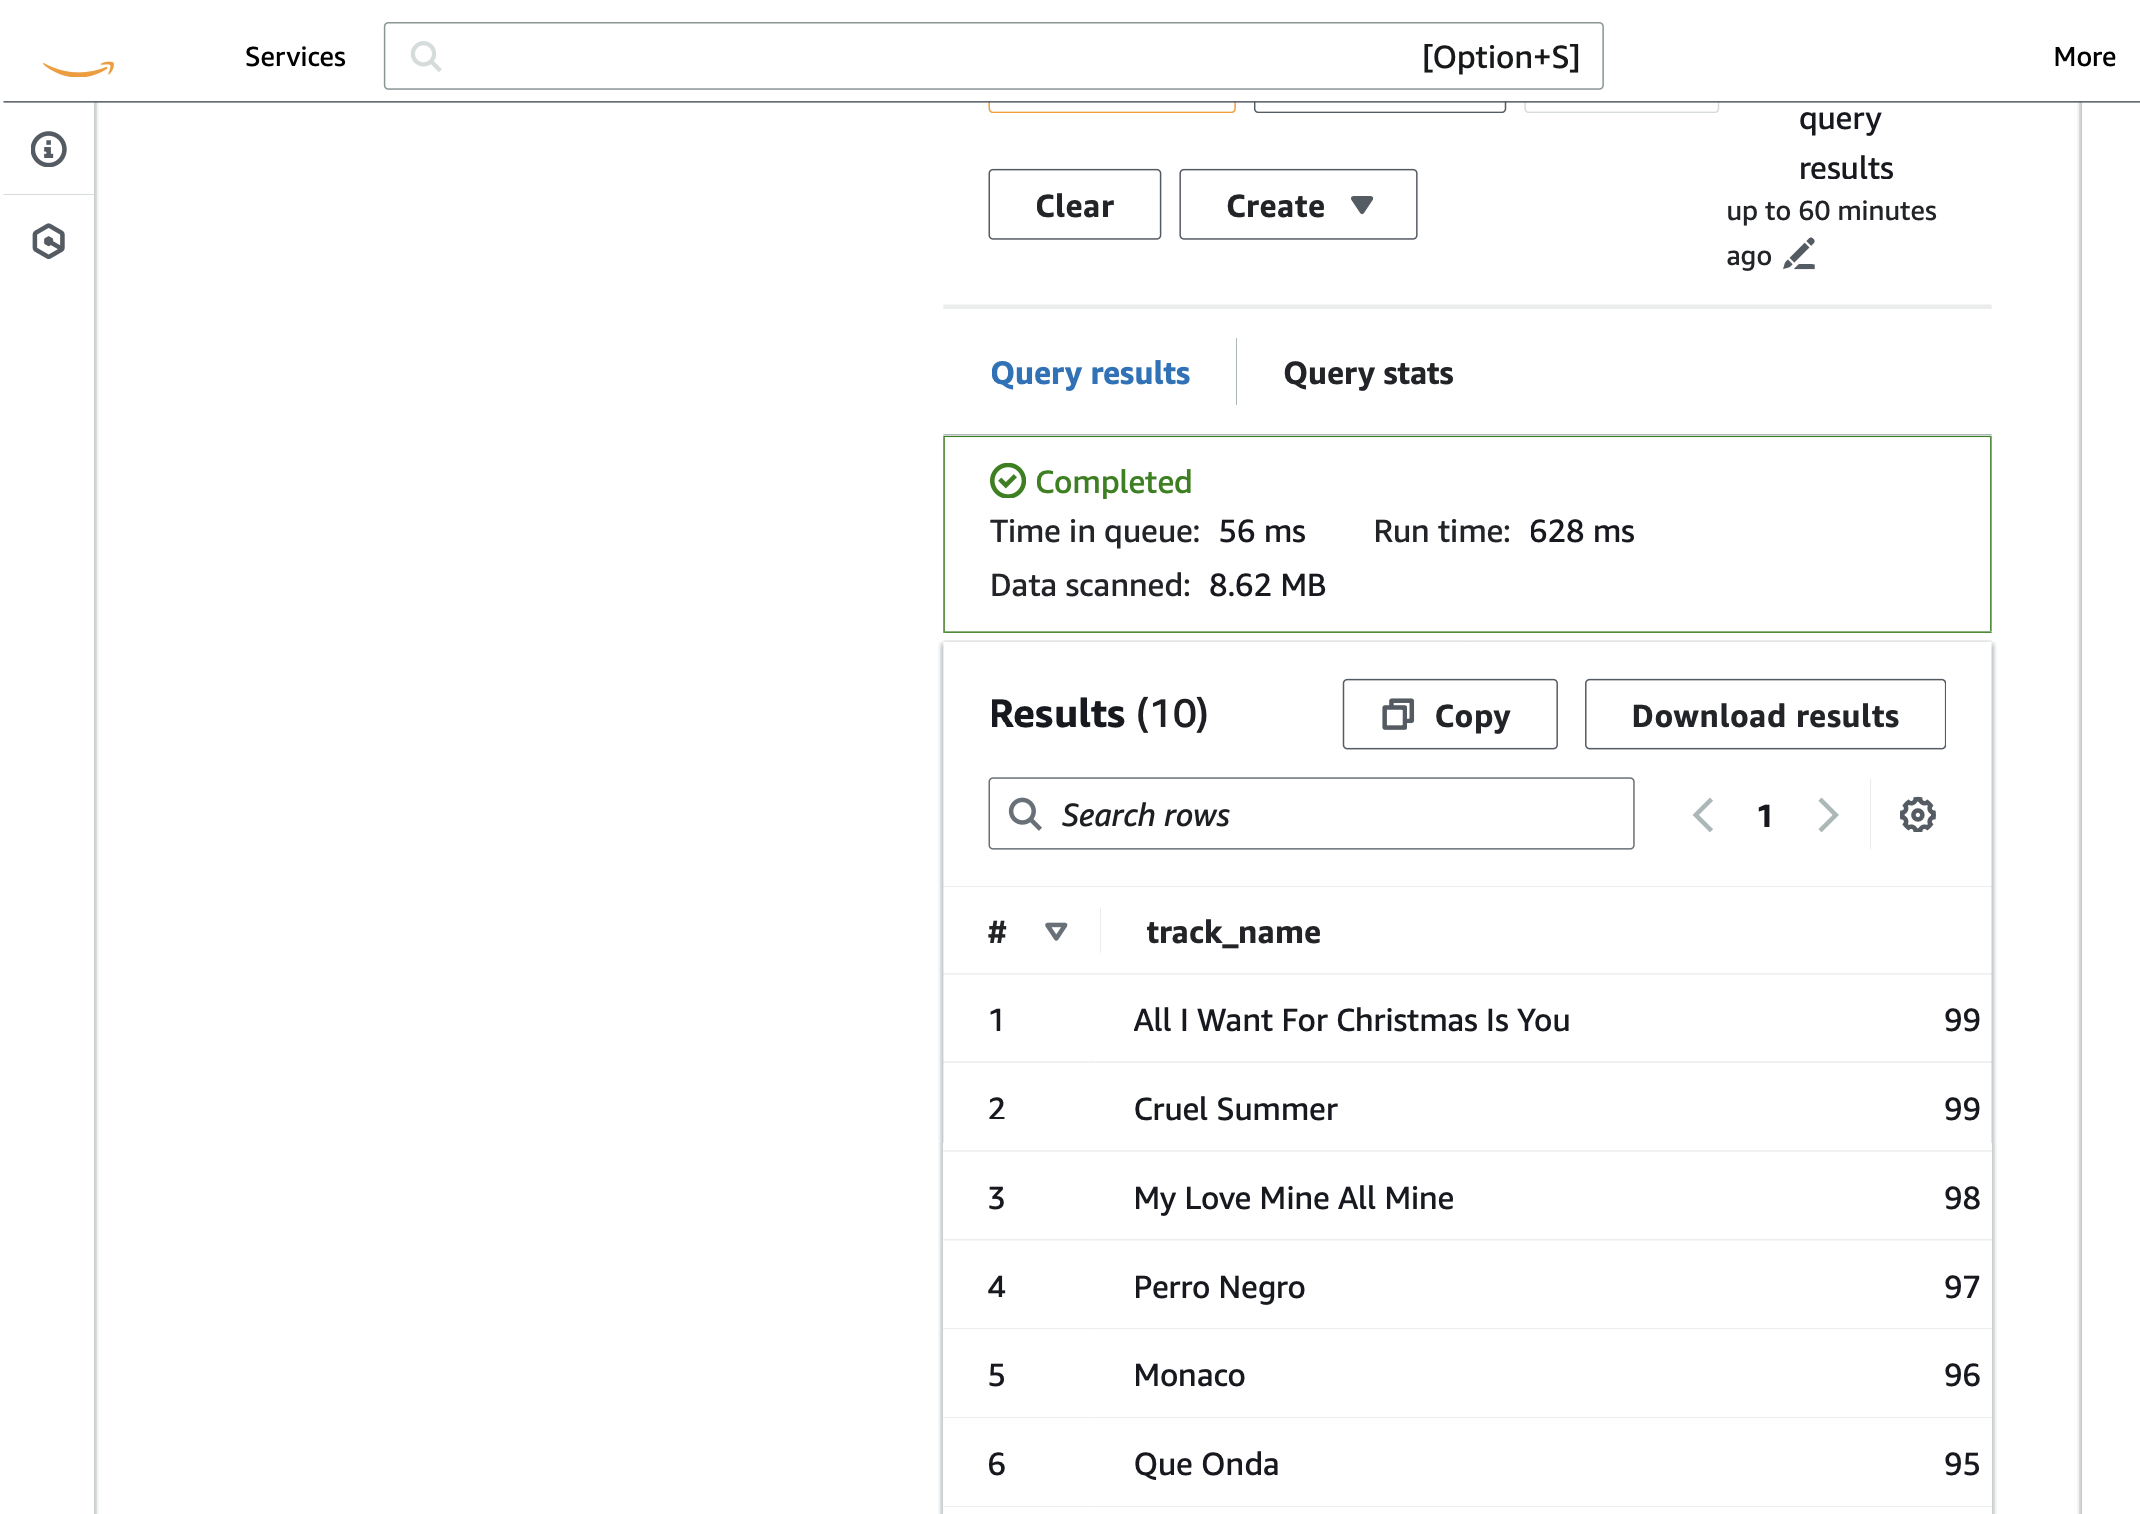 Services
[Option+S]
More
query
results
up to 60 minutes
ago
Clear
Create
Query results
Query stats
Completed
Time in queue: 56 ms Run time: 628 ms
Data scanned: 8.62 MB
Results (10)
Copy
Download results
Search rows
1
# track_name
1 All I Want For Christmas Is You 99
2 Cruel Summer 99
3 My Love Mine All Mine 98
4 Perro Negro 97
5 Monaco 96
6 Que Onda 95